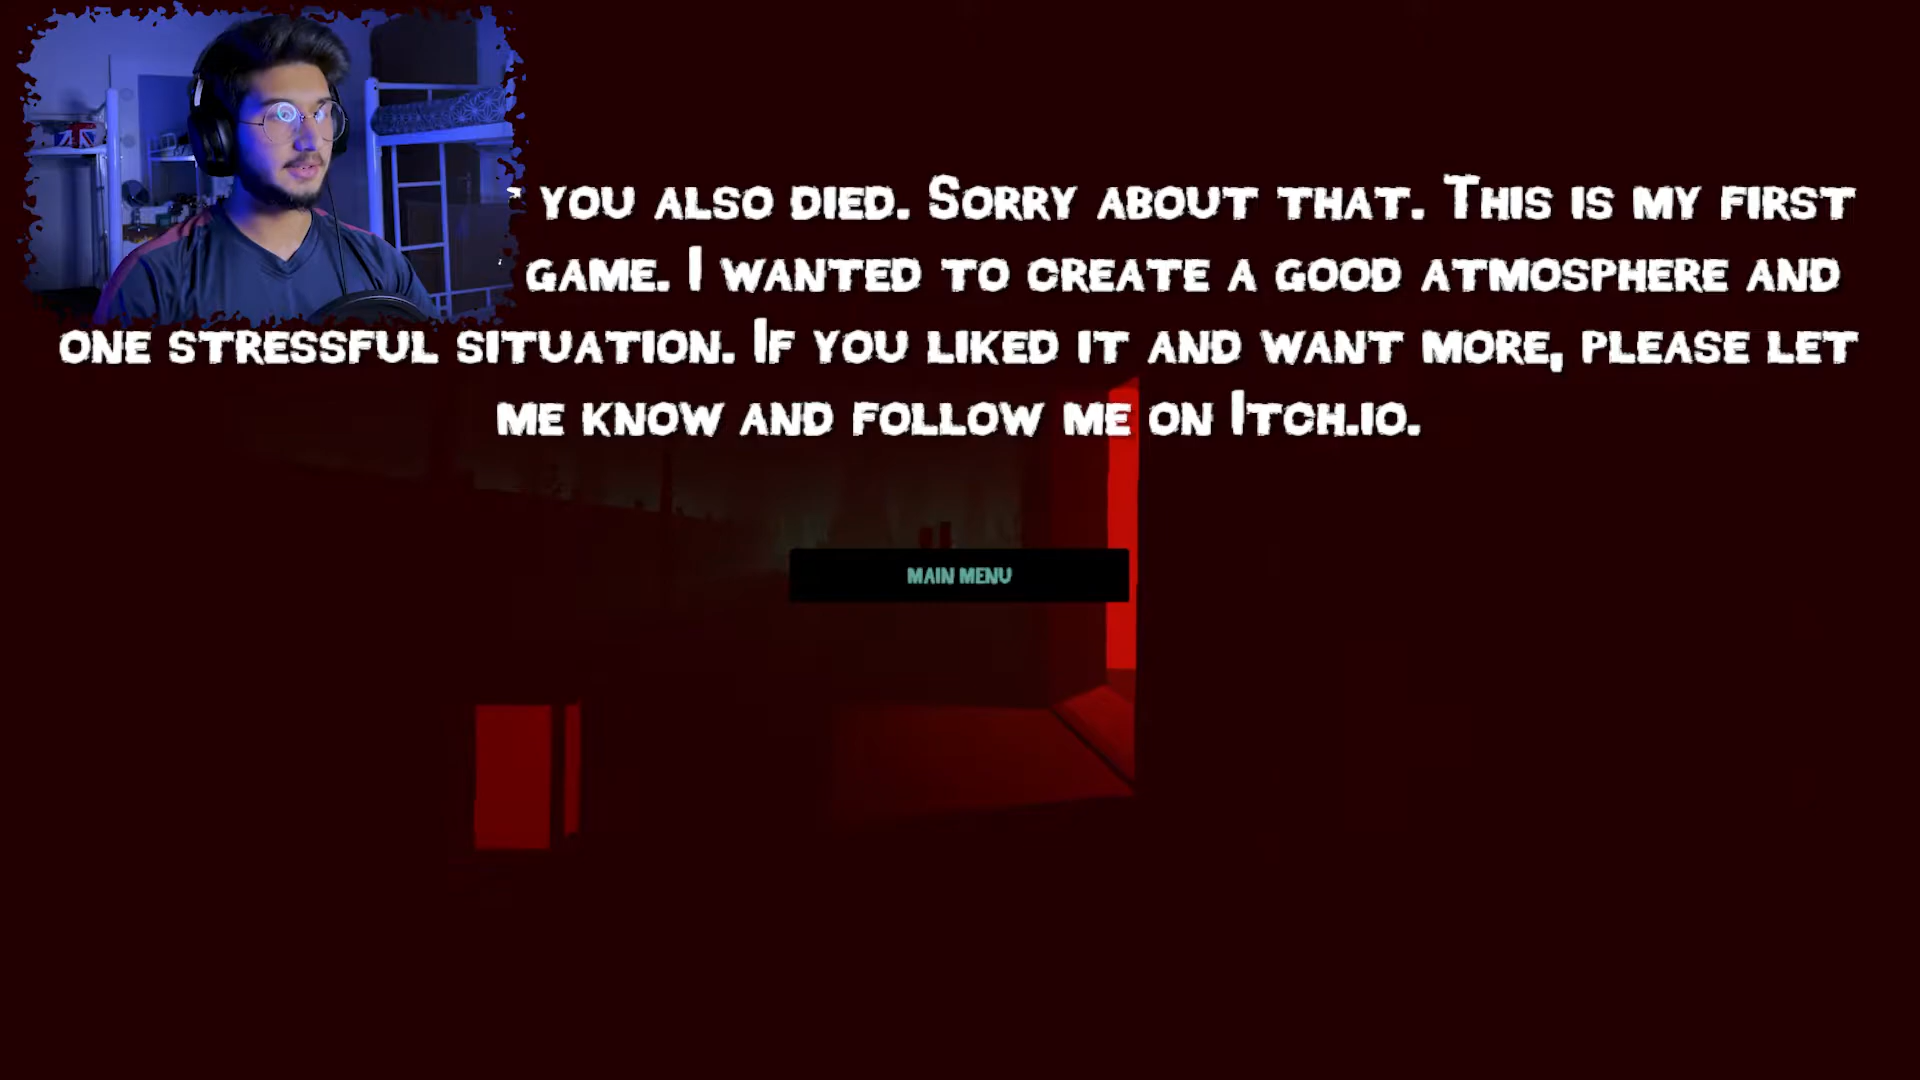 you also died. Sorry about that. This is my first
game. I wanted to create a good atmosphere and
one stressful situation. If you liked it and want more, please let
me know and follow me on Itch.io.
MAIN MENU